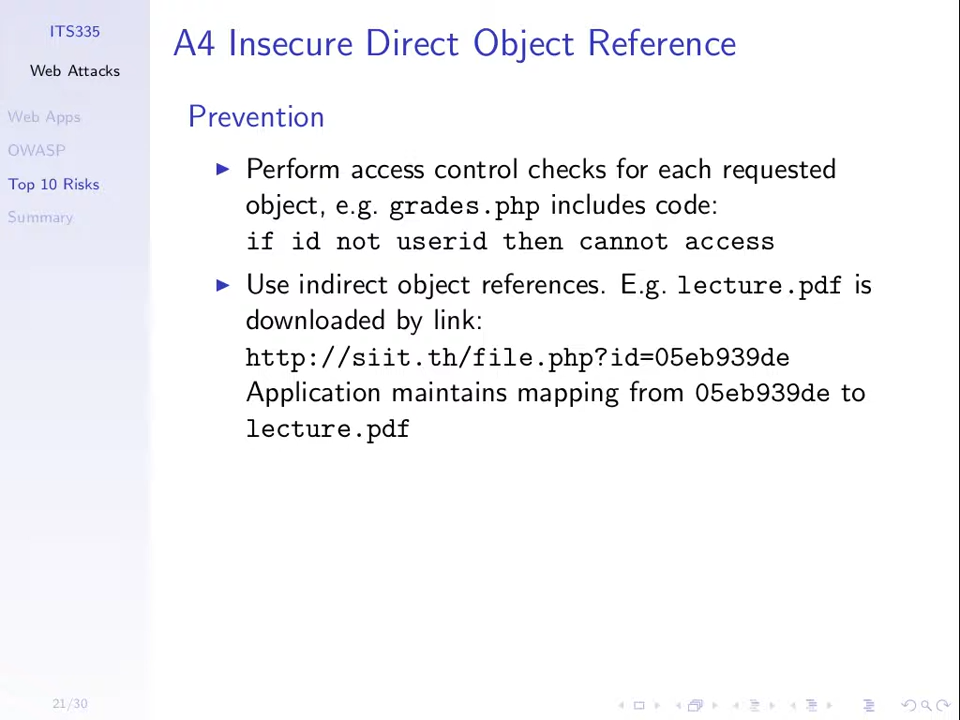 ITS335
Web Attacks
Web Apps
OWASP
Top 10 Risks
Summary
A4 Insecure Direct Object Reference
Prevention
Perform access control checks for each requested
object, e.g. grades.php includes code:
if id not userid then cannot access
Use indirect object references. E.g. lecture.pdf is
downloaded by link:
http://siit.th/file.php?id=05eb939de
Application maintains mapping from 05eb939de to
lecture.pdf
21/30